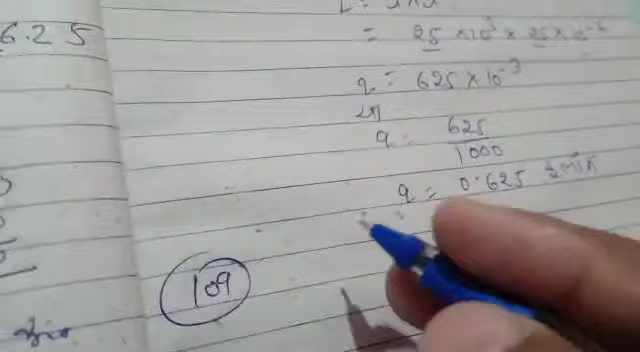 6.25
= 25 × 10³ × 25 × 10⁻⁶
q = 625 × 10⁻³
या
q = 625/1000
q = 0.625 कूलॉम
109